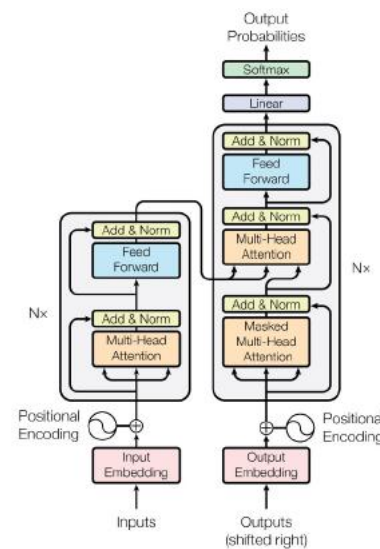 Output
Probabilities
Softmax
Linear
Add & Norm
Feed
Forward
Add & Norm
Multi-Head
Attention
Nx
Add & Norm
Masked
Multi-Head
Attention
Positional
Encoding
Output
Embedding
Outputs
(shifted right)
Add & Norm
Feed
Forward
Nx
Add & Norm
Multi-Head
Attention
Positional
Encoding
Input
Embedding
Inputs